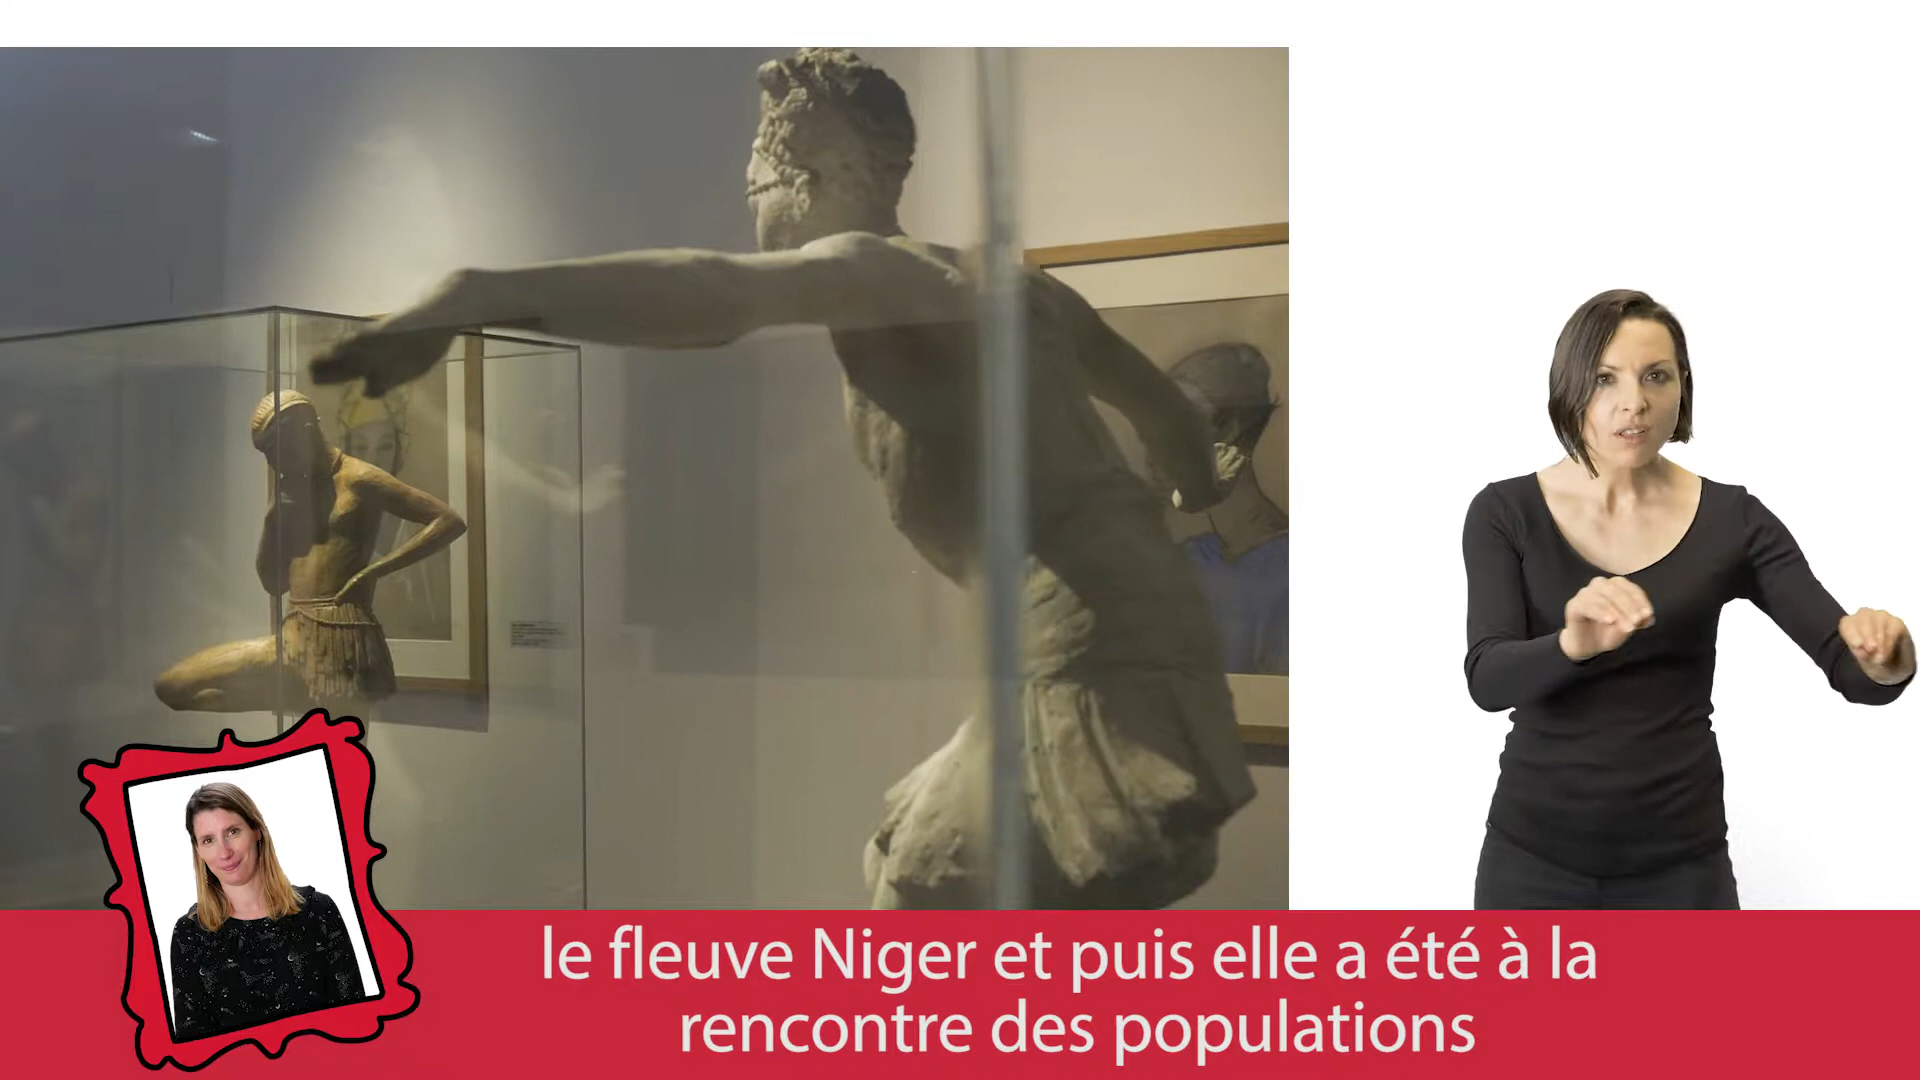 le fleuve Niger et puis elle a été à la
rencontre des populations